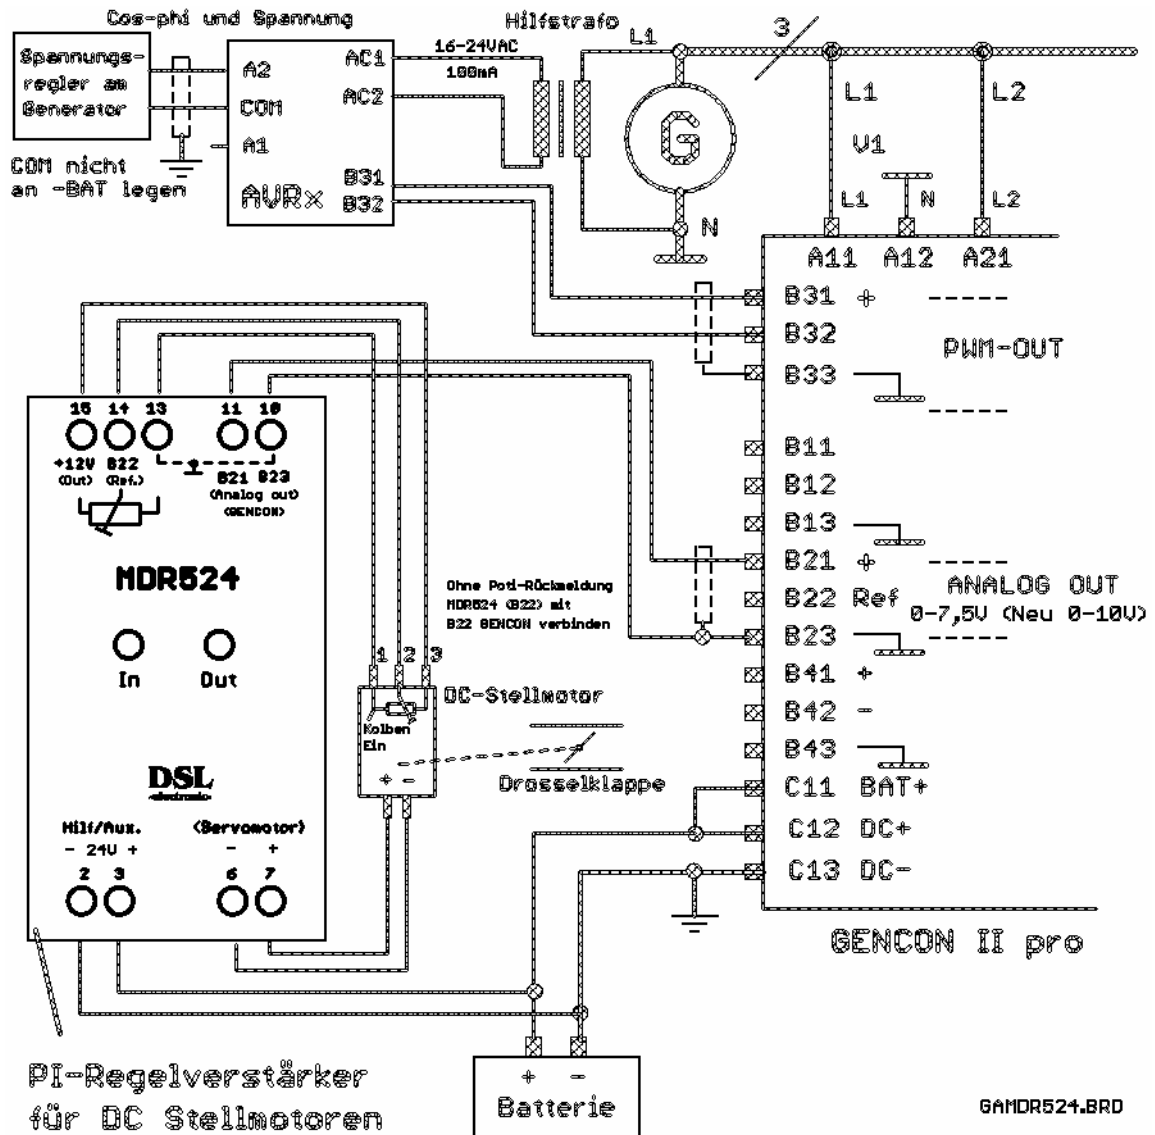 Cos-phi und Spannung
Hilfstrafo
Spannungs-
regler am
Generator
A2
COM
A1
AVRx
AC1
AC2
B31
B32
16-24VAC
100mA
L1
3
G
N
COM nicht
an -BAT legen
L1
L2
U1
L1
N
L2
A11
A12
A21
B31 +
B32
PWM-OUT
B33
B11
B12
B13
B21 +
ANALOG OUT
B22 Ref
0-7,5V (Neu 0-10V)
B23
B41 +
B42 -
B43
C11 BAT+
C12 DC+
C13 DC-
GENCON II pro
15 14 13 11 10
+12V B22
(Out) (Ref.)
B21 B23
(Analog out)
(GENCON)
MDR524
In Out
DSL
electronic
Hilf/Aux. (Servomotor)
- 24V + - +
2 3 6 7
Ohne Poti-Rückmeldung
MDR524 (B22) mit
B22 GENCON verbinden
1 2 3
DC-Stellmotor
Kolben
Ein
+ -
Drosselklappe
PI-Regelverstärker
für DC Stellmotoren
+ -
Batterie
GAMDR524.BRD